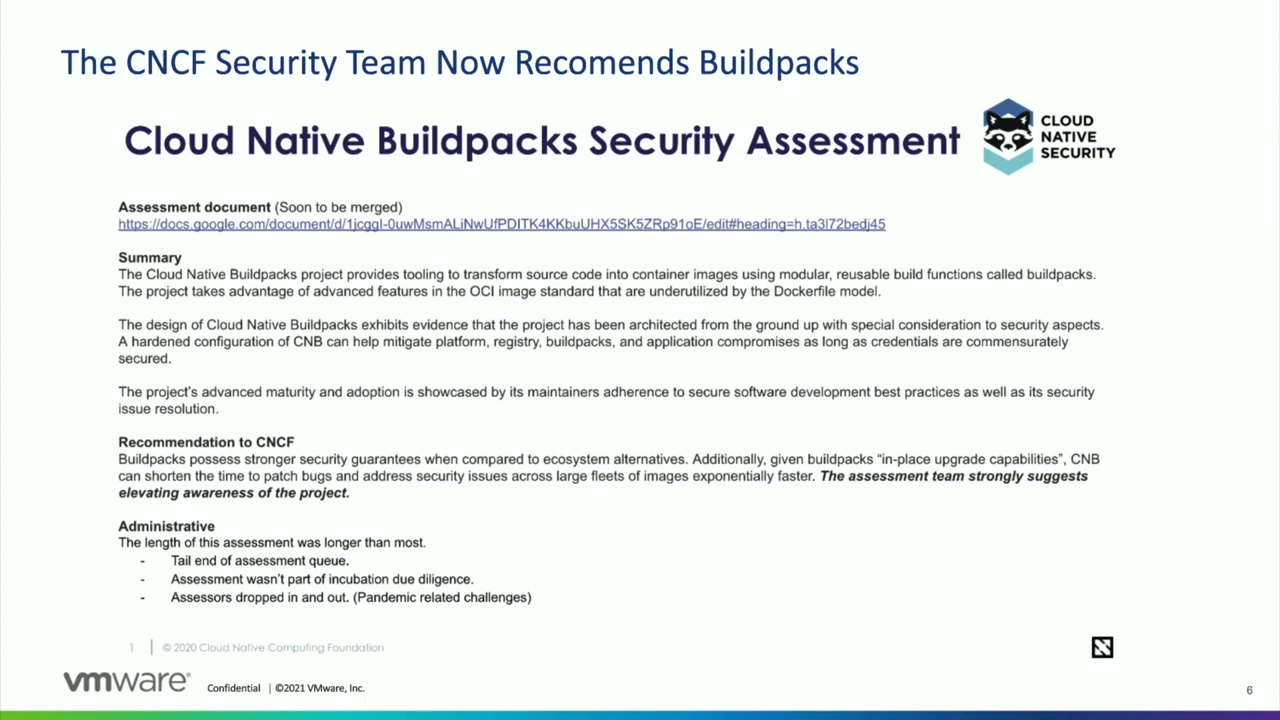 The CNCF Security Team Now Recomends Buildpacks
Cloud Native Buildpacks Security Assessment
CLOUD
NATIVE
SECURITY
Assessment document (Soon to be merged)
https://docs.google.com/document/d/1jcggI-0uwMsmALiNwUfPDITK4KKbuUHX5SK5ZRp91oE/edit#heading=h.ta3l72bedj45
Summary
The Cloud Native Buildpacks project provides tooling to transform source code into container images using modular, reusable build functions called buildpacks.
The project takes advantage of advanced features in the OCI image standard that are underutilized by the Dockerfile model.
The design of Cloud Native Buildpacks exhibits evidence that the project has been architected from the ground up with special consideration to security aspects.
A hardened configuration of CNB can help mitigate platform, registry, buildpacks, and application compromises as long as credentials are commensurately
secured.
The project's advanced maturity and adoption is showcased by its maintainers adherence to secure software development best practices as well as its security
issue resolution.
Recommendation to CNCF
Buildpacks possess stronger security guarantees when compared to ecosystem alternatives. Additionally, given buildpacks “in-place upgrade capabilities”, CNB
can shorten the time to patch bugs and address security issues across large fleets of images exponentially faster. The assessment team strongly suggests
elevating awareness of the project.
Administrative
The length of this assessment was longer than most.
- Tail end of assessment queue.
- Assessment wasn't part of incubation due diligence.
- Assessors dropped in and out. (Pandemic related challenges)
1 | © 2020 Cloud Native Computing Foundation
vmware® Confidential | ©2021 VMware, Inc.
6